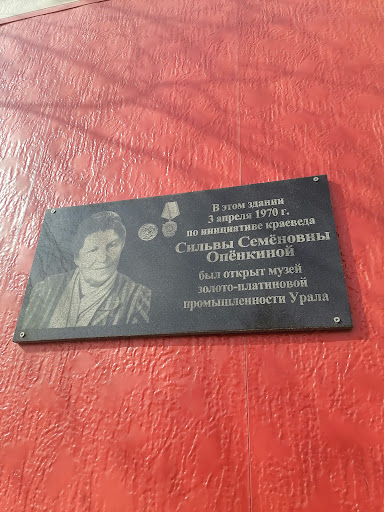 В этом здании
3 апреля 1970 г.
по инициативе краеведа
Сильвы Семёновны
Опёнкиной
был открыт музей
золото-платиновой
промышленности Урала